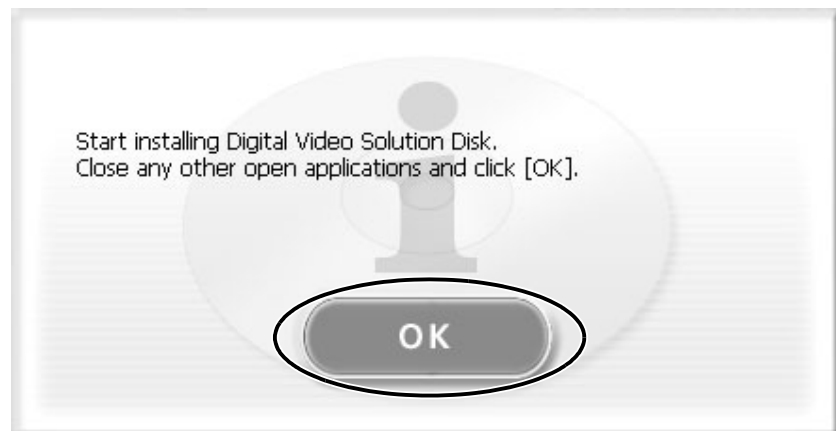 Start installing Digital Video Solution Disk.
Close any other open applications and click [OK].
OK